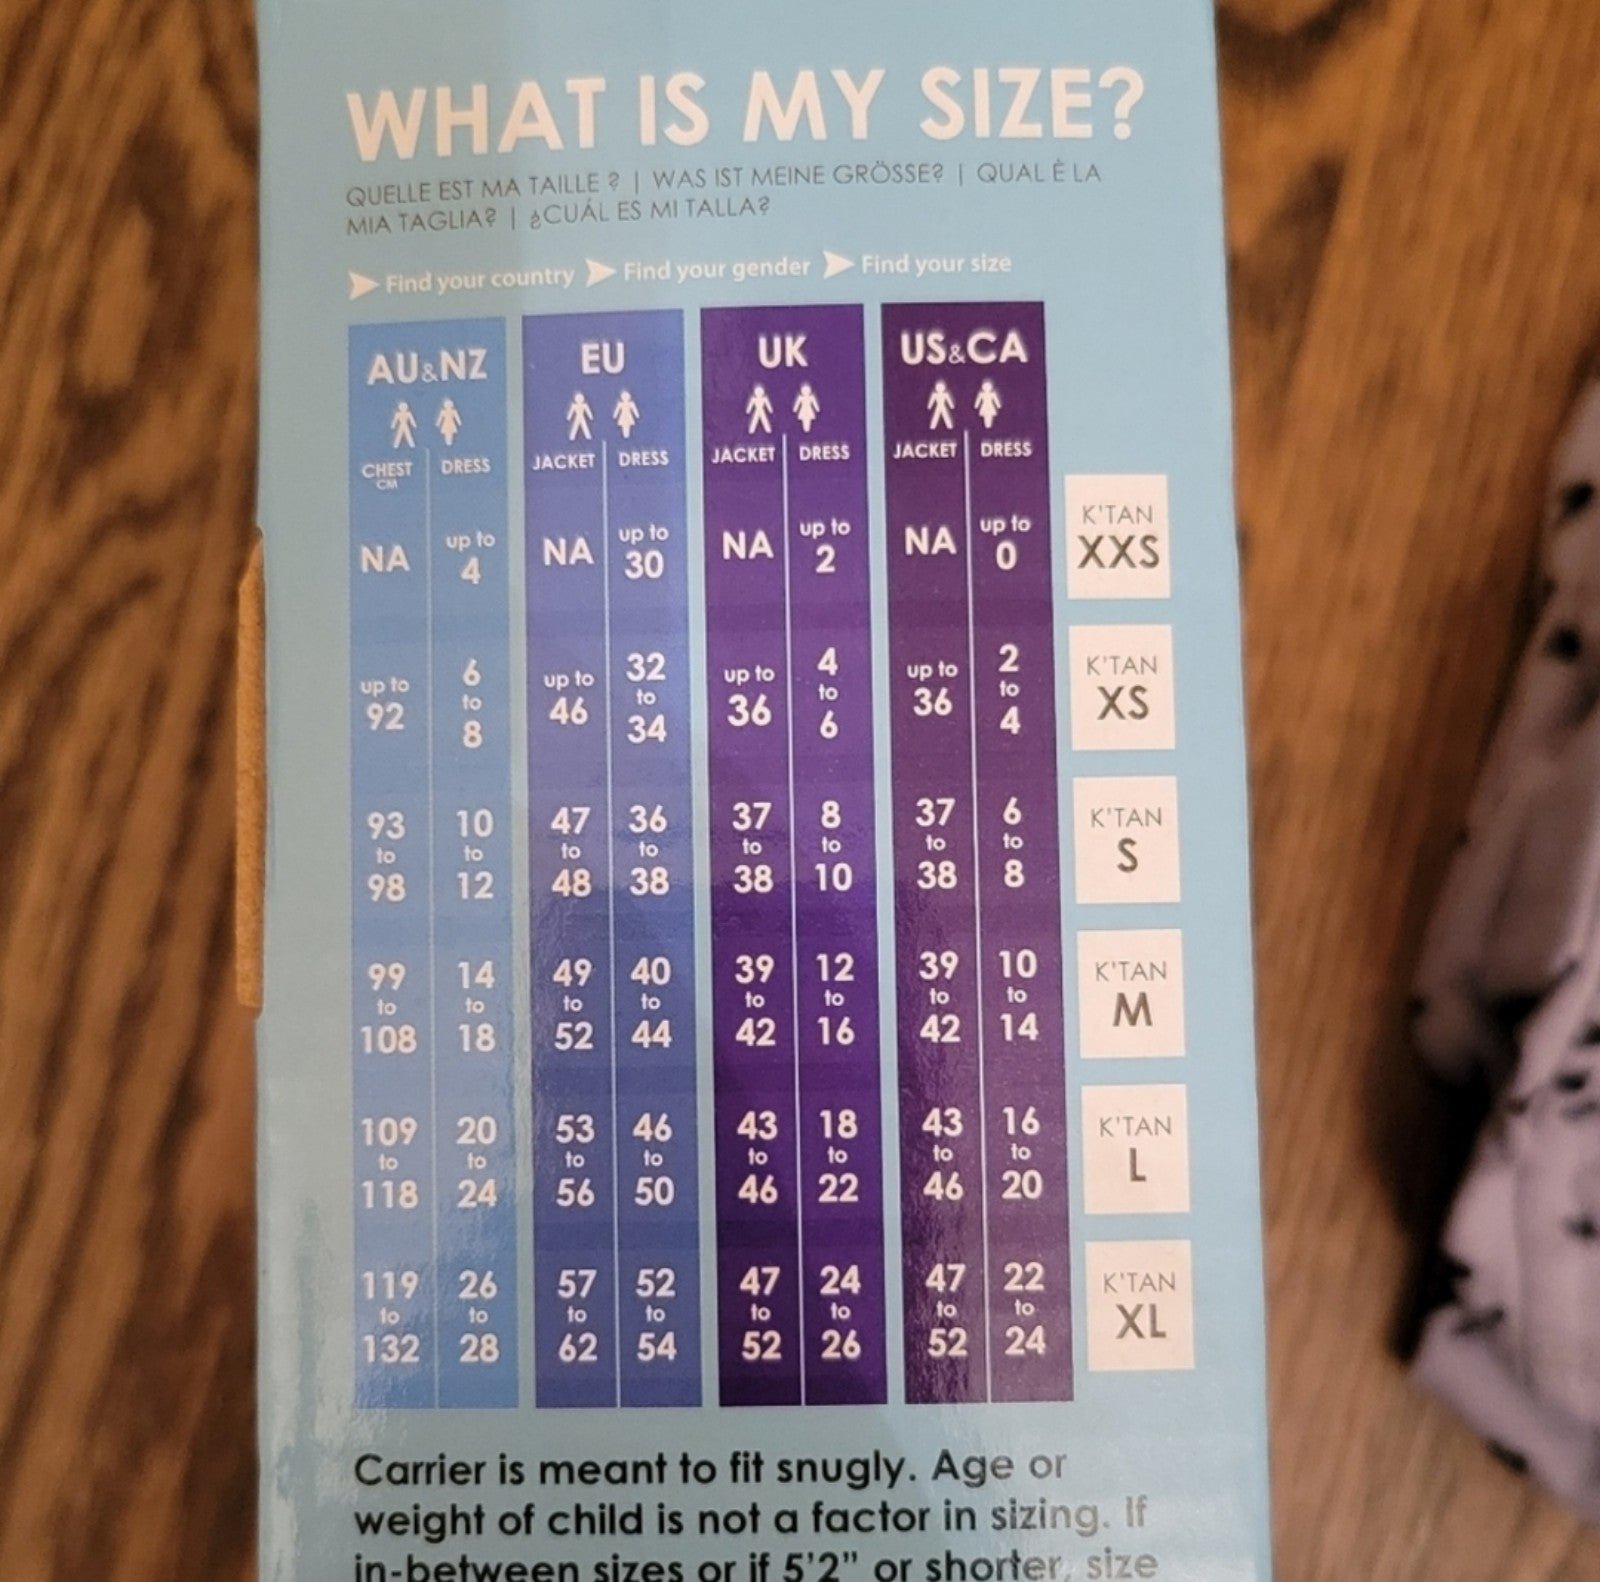 WHAT IS MY SIZE?
QUELLE EST MA TAILLE ? | WAS IST MEINE GRÖSSE? | QUAL È LA
MIA TAGLIA? | ¿CUÁL ES MI TALLA?
Find your country Find your gender Find your size
AU&NZ EU UK US&CA
CHEST CM DRESS JACKET DRESS JACKET DRESS JACKET DRESS
NA up to 4 NA up to 30 NA up to 2 NA up to 0 K'TAN XXS
up to 92 6 to 8 up to 46 32 to 34 up to 36 4 to 6 up to 36 2 to 4 K'TAN XS
93 to 98 10 to 12 47 to 48 36 to 38 37 to 38 8 to 10 37 to 38 6 to 8 K'TAN S
99 to 108 14 to 18 49 to 52 40 to 44 39 to 42 12 to 16 39 to 42 10 to 14 K'TAN M
109 to 118 20 to 24 53 to 56 46 to 50 43 to 46 18 to 22 43 to 46 16 to 20 K'TAN L
119 to 132 26 to 28 57 to 62 52 to 54 47 to 52 24 to 26 47 to 52 22 to 24 K'TAN XL
Carrier is meant to fit snugly. Age or
weight of child is not a factor in sizing. If
in-between sizes or if 5'2" or shorter, size